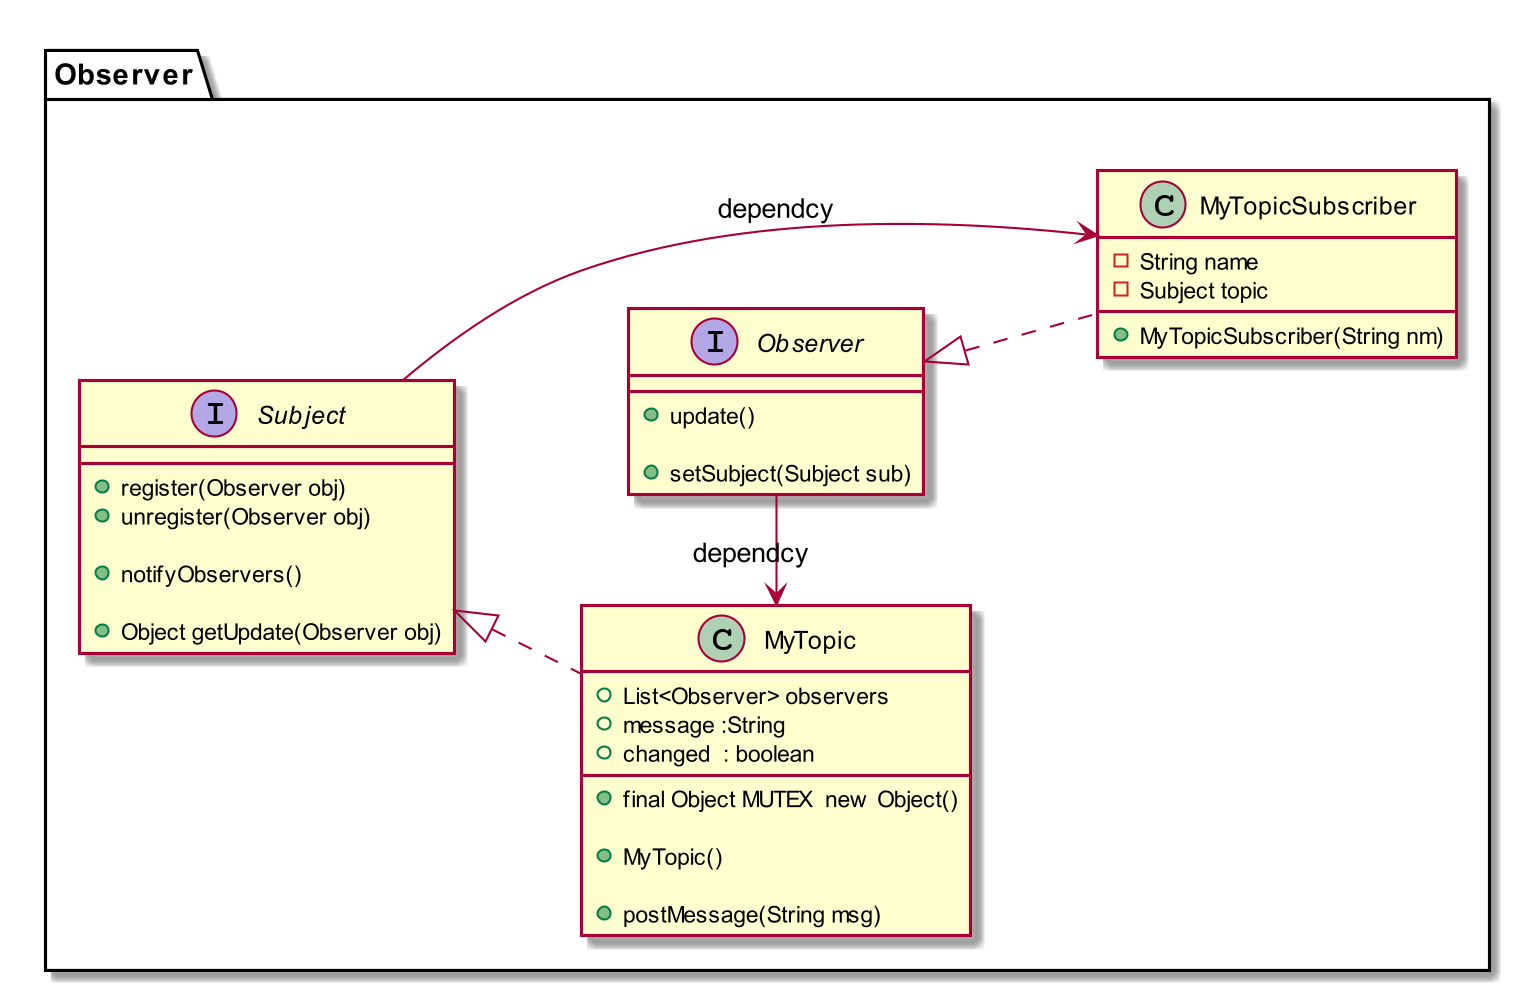 Observer
dependcy
C MyTopicSubscriber
String name
Subject topic
MyTopicSubscriber(String nm)
I Observer
update()
setSubject(Subject sub)
I Subject
register(Observer obj)
unregister(Observer obj)
notifyObservers()
Object getUpdate(Observer obj)
dependcy
C MyTopic
List<Observer> observers
message :String
changed  : boolean
final Object MUTEX  new  Object()
MyTopic()
postMessage(String msg)